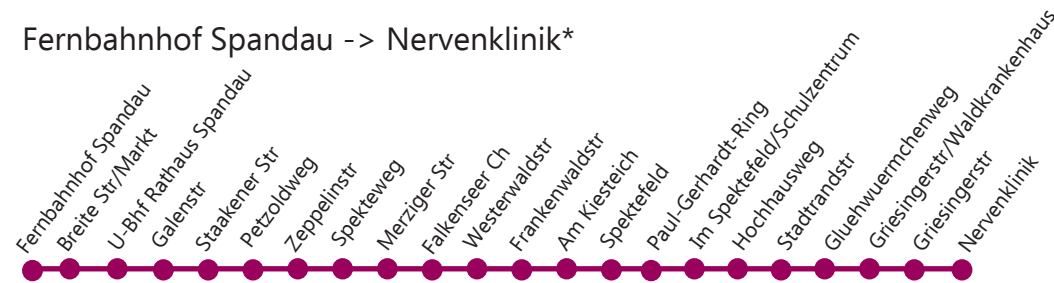 Fernbahnhof Spandau -> Nervenklinik*
Fernbahnhof Spandau
Breite Str/Markt
U-Bhf Rathaus Spandau
Galenstr
Staakener Str
Petzoldweg
Zeppelinstr
Spekteweg
Merziger Str
Falkenseer Ch
Westenwaldstr
Frankenwaldstr
Am Kiesteich
Spektefeld
Paul-Gerhardt-Ring
Im Spektefeld/Schulzentrum
Hochhausweg
Stadtrandstr
Gluehwuermchenweg
Griesingerstr/Waldkrankenhaus
Griesingerstr
Nervenklinik